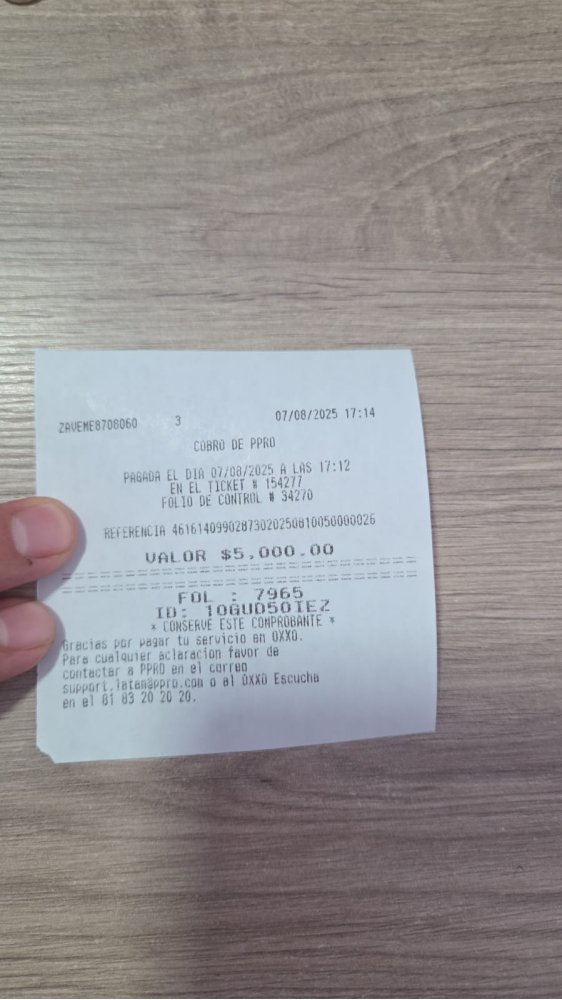 ZAVEME8708060 3 07/08/2025 17:14
COBRO DE PPRO
PAGADA EL DIA 07/08/2025 A LAS 17:12
EN EL TICKET # 154277
FOLIO DE CONTROL # 34270
REFERENCIA 461614099028730202508100500000026
VALOR $5,000.00
FOL : 7965
ID: 10GUD50IEZ
* CONSERVE ESTE COMPROBANTE *
Gracias por pagar tu servicio en OXXO.
Para cualquier aclaracion favor de
contactar a PPRO en el correo
support.latam@ppro.com o al OXXO Escucha
en el 81 83 20 20 20.